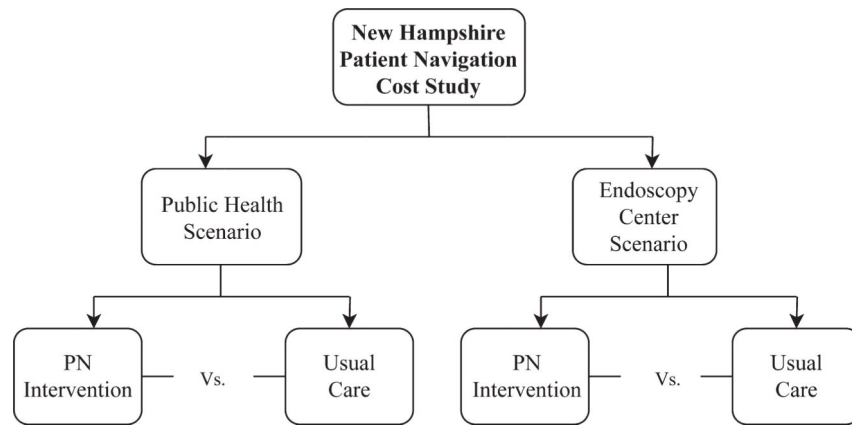 New Hampshire
Patient Navigation
Cost Study
Public Health
Scenario
Endoscopy
Center
Scenario
PN
Intervention
Vs.
Usual
Care
PN
Intervention
Vs.
Usual
Care